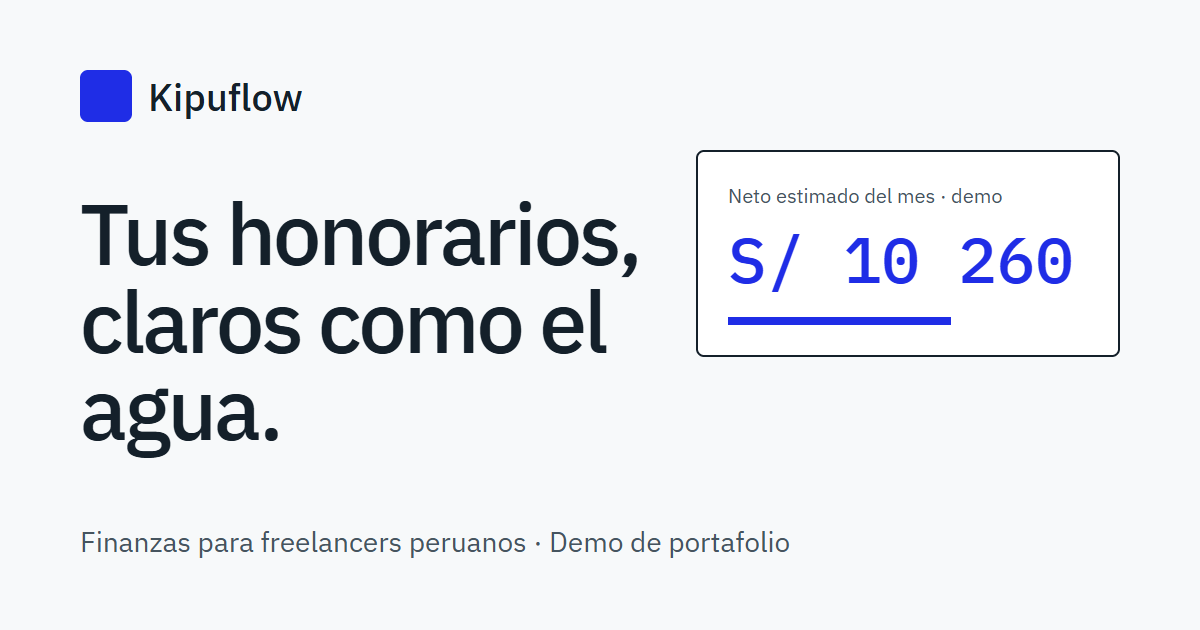 Kipuflow
Tus honorarios,
claros como el
agua.
Neto estimado del mes · demo
S/ 10 260
Finanzas para freelancers peruanos · Demo de portafolio